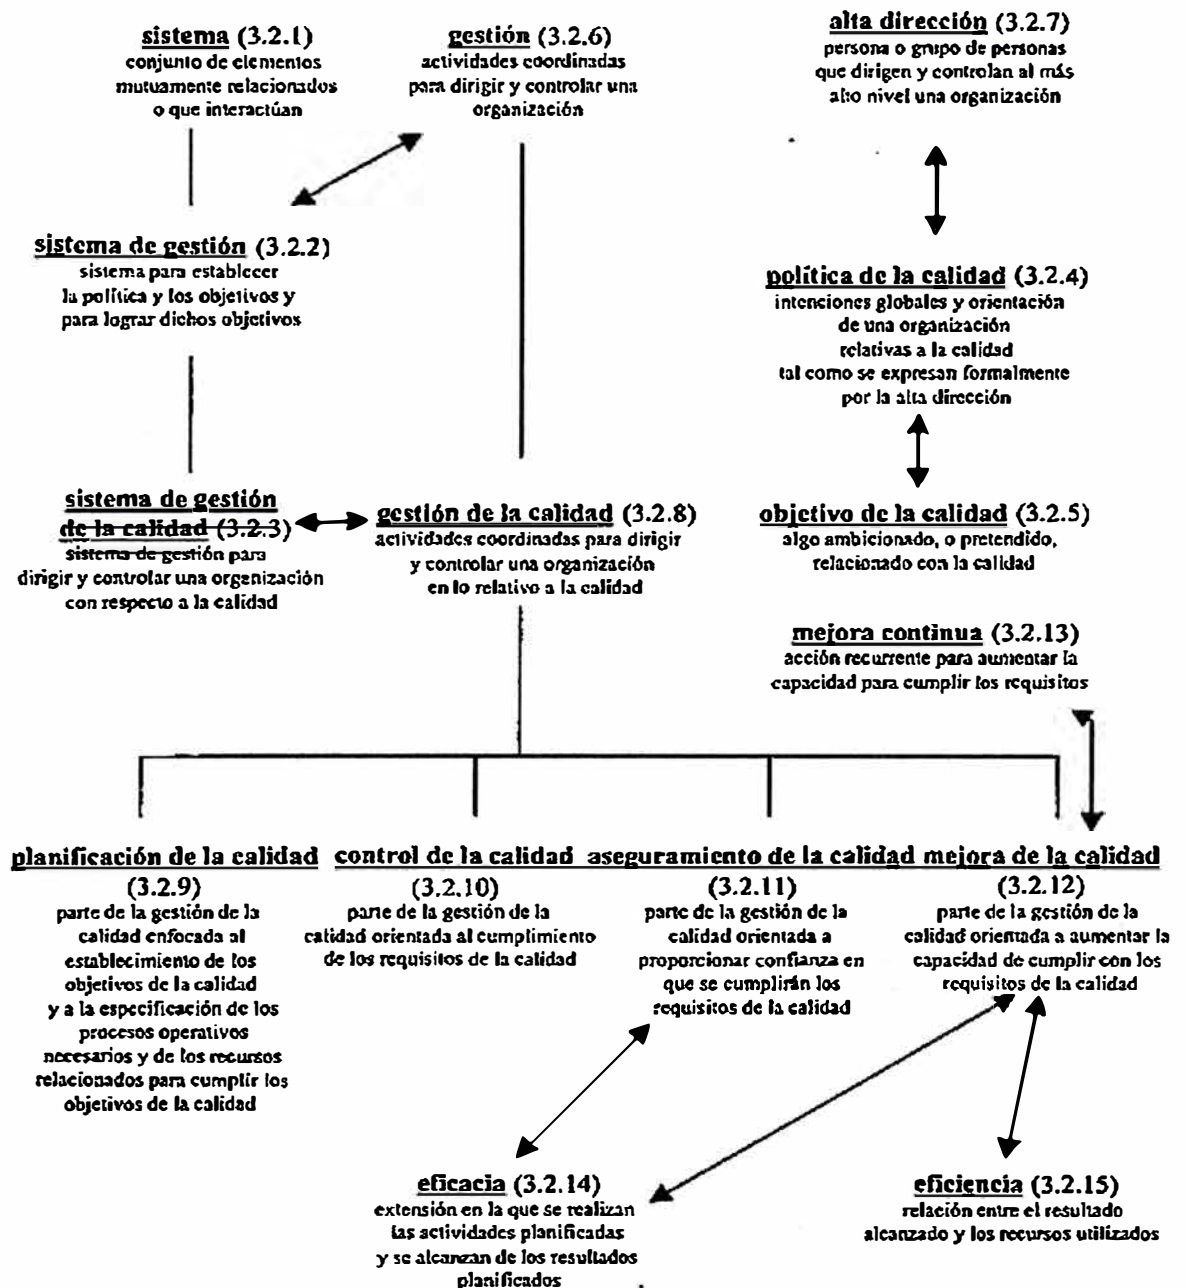 sistema (3.2.1)
conjunto de elementos
mutuamente relacionados
o que interactúan
gestión (3.2.6)
actividades coordinadas
para dirigir y controlar una
organización
alta dirección (3.2.7)
persona o grupo de personas
que dirigen y controlan al más
alto nivel una organización
sistema de gestión (3.2.2)
sistema para establecer
la política y los objetivos y
para lograr dichos objetivos
política de la calidad (3.2.4)
intenciones globales y orientación
de una organización
relativas a la calidad
tal como se expresan formalmente
por la alta dirección
sistema de gestión
de la calidad (3.2.3)
sistema de gestión para
dirigir y controlar una organización
con respecto a la calidad
gestión de la calidad (3.2.8)
actividades coordinadas para dirigir
y controlar una organización
en lo relativo a la calidad
objetivo de la calidad (3.2.5)
algo ambicionado, o pretendido,
relacionado con la calidad
mejora continua (3.2.13)
acción recurrente para aumentar la
capacidad para cumplir los requisitos
planificación de la calidad
(3.2.9)
parte de la gestión de la
calidad enfocada al
establecimiento de los
objetivos de la calidad
y a la especificación de los
procesos operativos
necesarios y de los recursos
relacionados para cumplir los
objetivos de la calidad
control de la calidad
(3.2.10)
parte de la gestión de la
calidad orientada al cumplimiento
de los requisitos de la calidad
aseguramiento de la calidad
(3.2.11)
parte de la gestión de la
calidad orientada a
proporcionar confianza en
que se cumplirán los
requisitos de la calidad
mejora de la calidad
(3.2.12)
parte de la gestión de la
calidad orientada a aumentar la
capacidad de cumplir con los
requisitos de la calidad
eficacia (3.2.14)
extensión en la que se realizan
las actividades planificadas
y se alcanzan de los resultados
planificados
eficiencia (3.2.15)
relación entre el resultado
alcanzado y los recursos utilizados